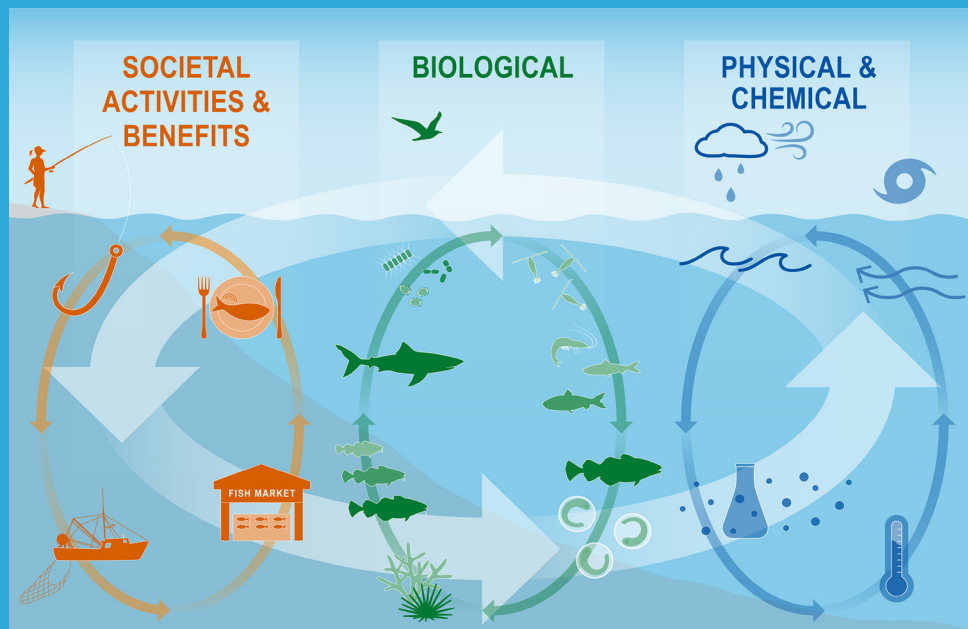 SOCIETAL
ACTIVITIES &
BENEFITS
BIOLOGICAL
PHYSICAL &
CHEMICAL
FISH MARKET